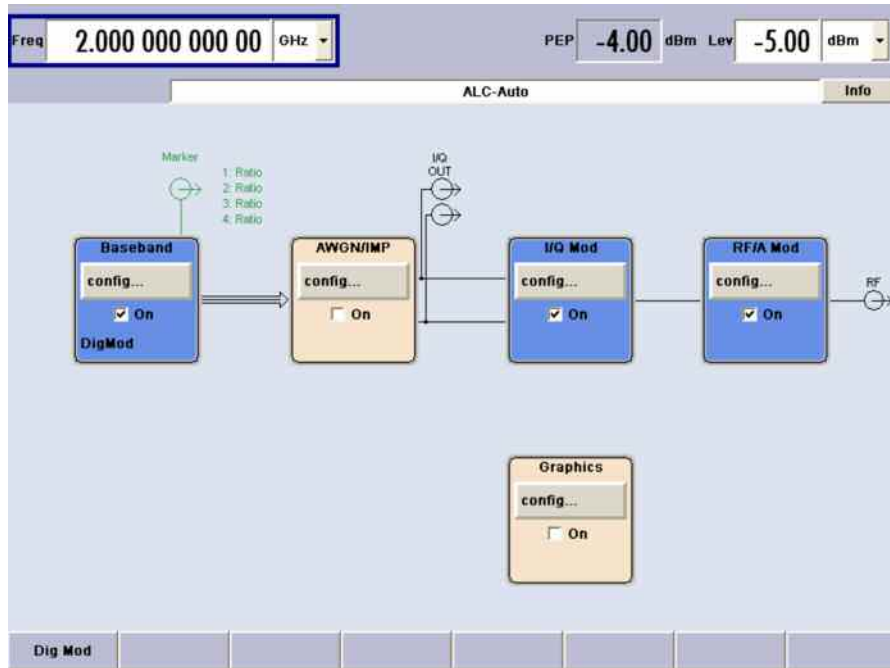 Freq 2.000 000 000 00 GHz PEP -4.00 dBm Lev -5.00 dBm
ALC-Auto Info
Marker
1: Ratio
2: Ratio
3: Ratio
4: Ratio
I/Q
OUT
Baseband
config...
On
DigMod
AWGN/IMP
config...
On
I/Q Mod
config...
On
RF/A Mod
config...
On
RF
Graphics
config...
On
Dig Mod